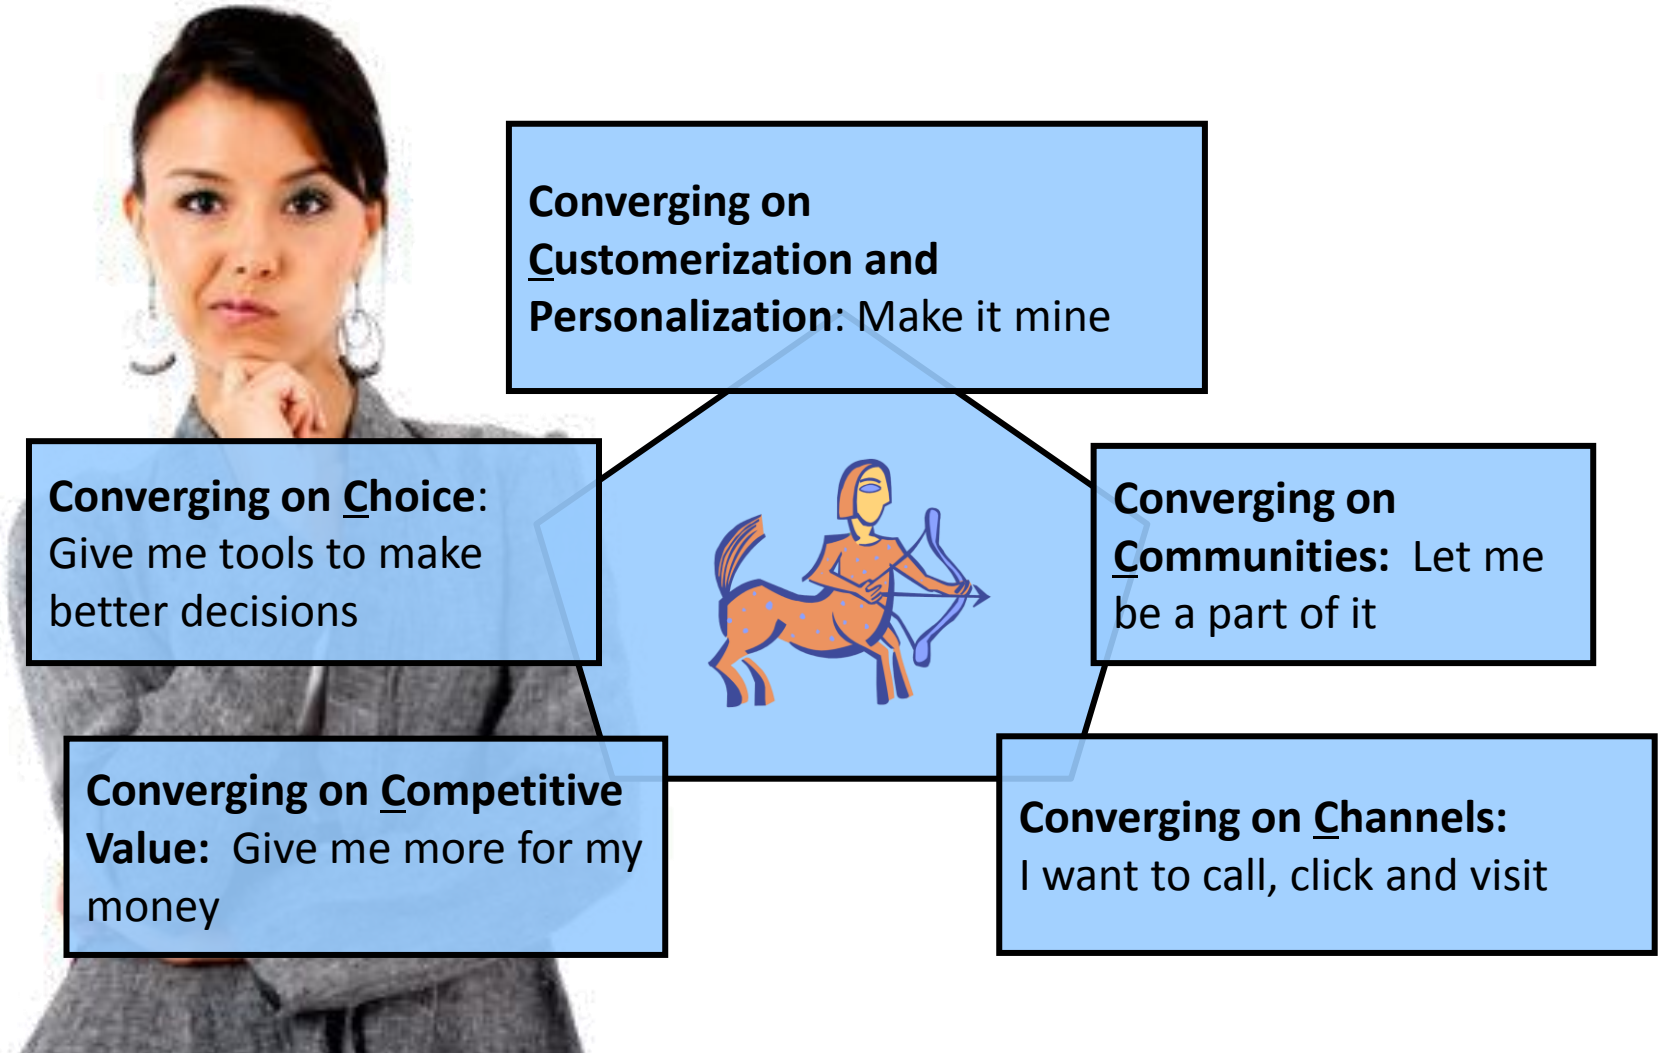 Converging on
Customerization and
Personalization: Make it mine
Converging on Choice:
Give me tools to make
better decisions
Converging on
Communities:  Let me
be a part of it
Converging on Competitive
Value:  Give me more for my
money
Converging on Channels:
I want to call, click and visit